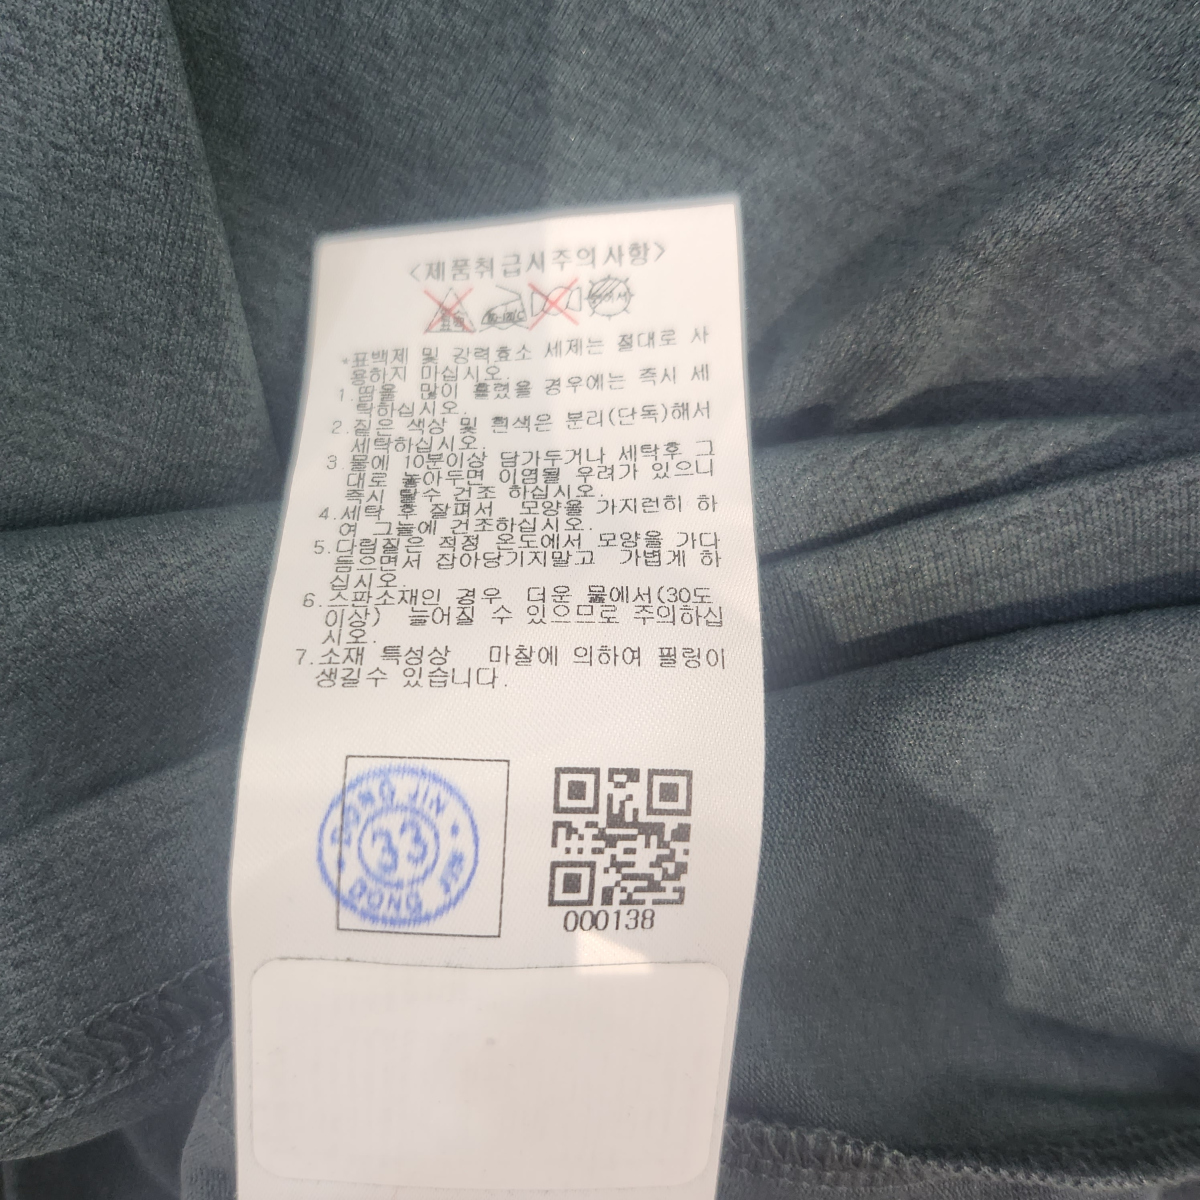 <제품취급시주의사항>
*표백제 및 강력효소 세제는 절대로 사
용하지 마십시오.
1.땀을 많이 흘렸을 경우에는 즉시 세
탁하십시오.
2.짙은 색상 및 흰색은 분리(단독)해서
세탁하십시오.
3.물에 10분이상 담가두거나 세탁후 그
대로 놓아두면 이염될 우려가 있으니
즉시 탈수 건조 하십시오.
4.세탁 후 잘펴서 모양을 가지런히 하
여 그늘에 건조하십시오.
5.다림질은 적정 온도에서 모양을 가다
듬으면서 잡아당기지말고 가볍게 하
십시오.
6.스판소재인 경우 더운 물에서(30도
이상) 늘어질 수 있으므로 주의하십
시오.
7.소재 특성상 마찰에 의하여 필링이
생길수 있습니다.
DONG JIN
33
DONG
000138